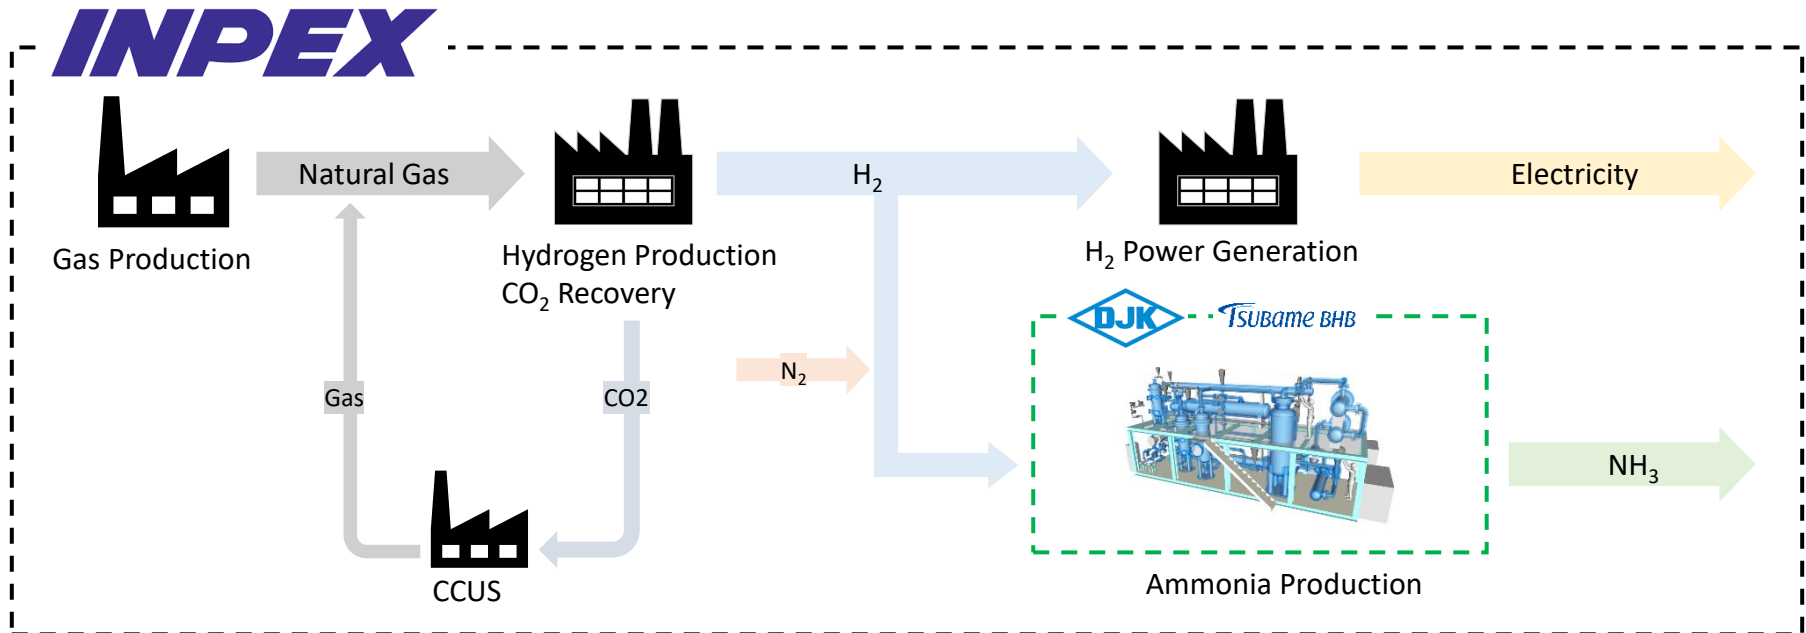 INPEX
Natural Gas
H₂
Electricity
Gas Production
Hydrogen Production
CO₂ Recovery
H₂ Power Generation
DJK
TSUBAME BHB
N₂
Gas
CO2
NH₃
CCUS
Ammonia Production